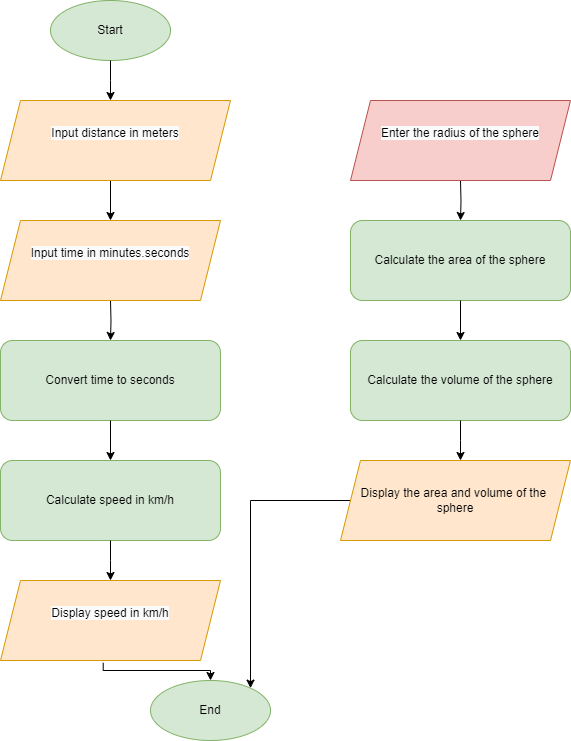 Start
Input distance in meters
Input time in minutes.seconds
Convert time to seconds
Calculate speed in km/h
Display speed in km/h
Enter the radius of the sphere
Calculate the area of the sphere
Calculate the volume of the sphere
Display the area and volume of the
sphere
End